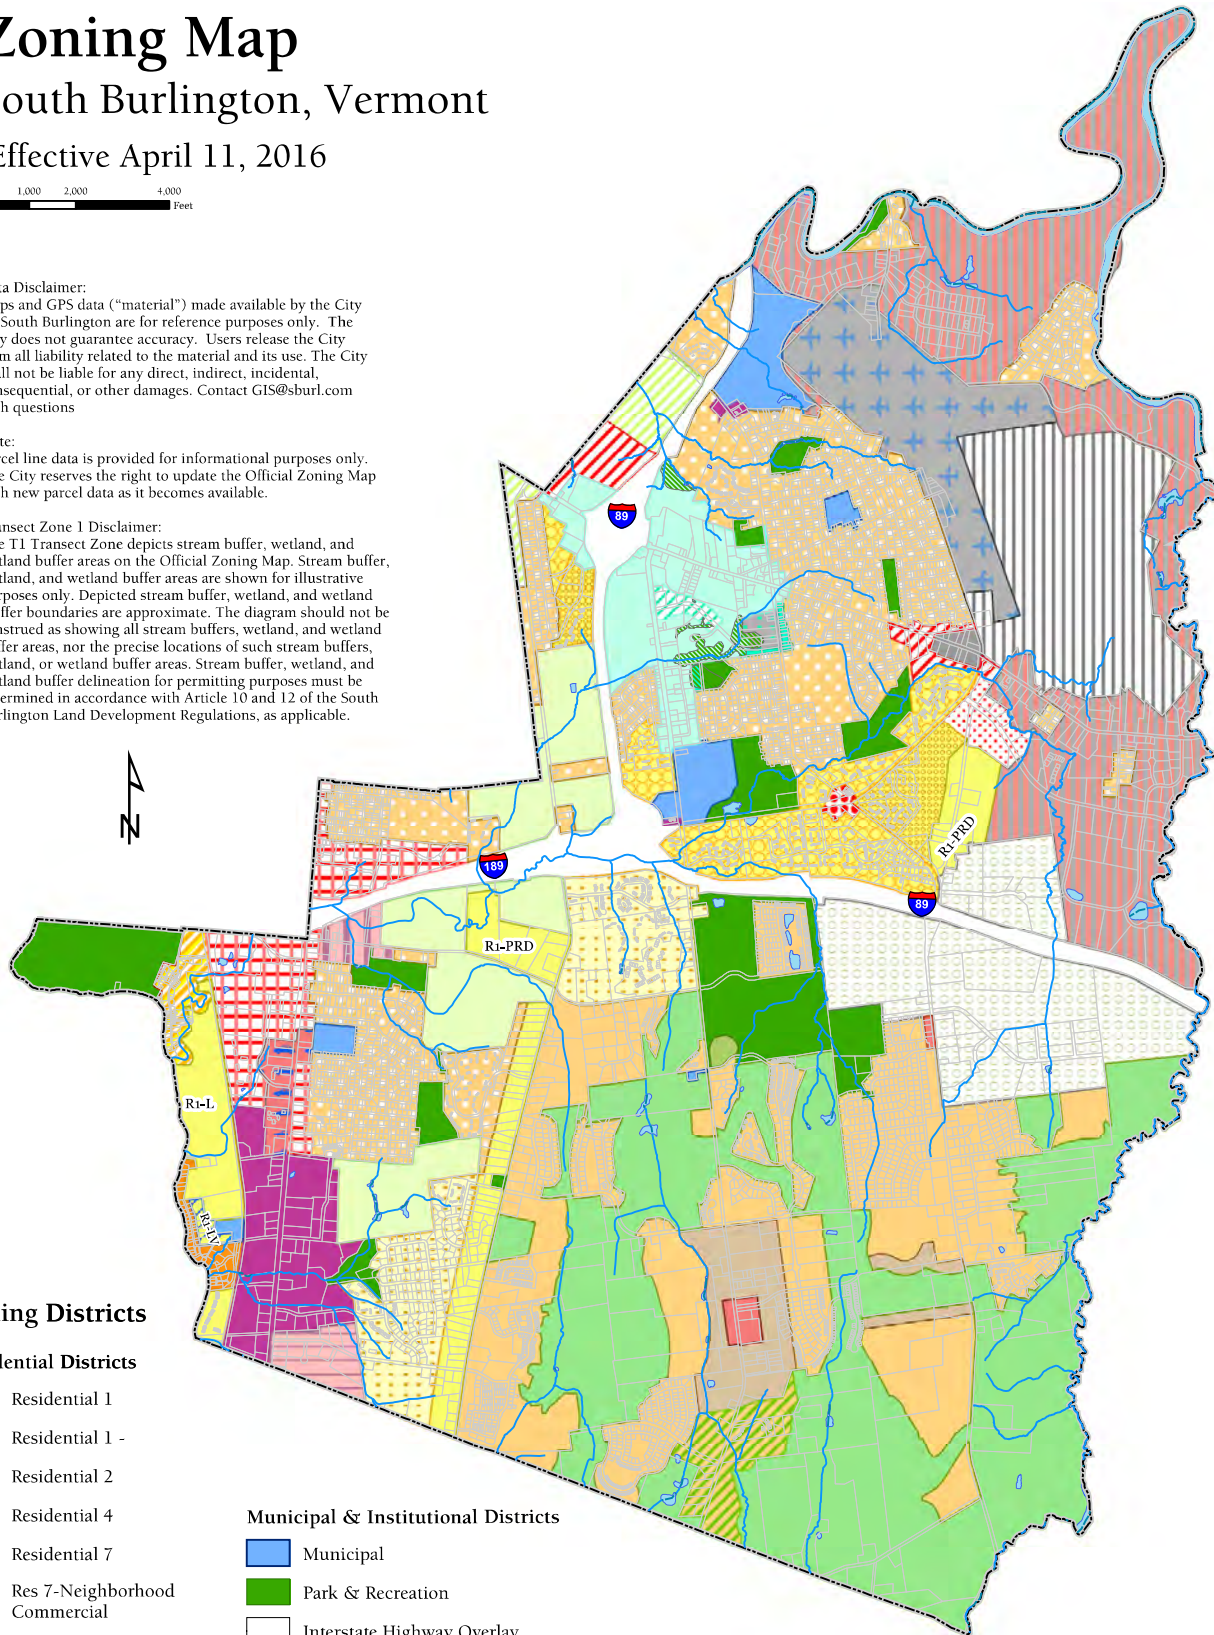 Zoning Map
outh Burlington, Vermont
Effective April 11, 2016
1,000 2,000 4,000
Feet
ta Disclaimer:
ps and GPS data (“material”) made available by the City
South Burlington are for reference purposes only. The
y does not guarantee accuracy. Users release the City
m all liability related to the material and its use. The City
ll not be liable for any direct, indirect, incidental,
nsequential, or other damages. Contact GIS@sburl.com
h questions
te:
rcel line data is provided for informational purposes only.
e City reserves the right to update the Official Zoning Map
h new parcel data as it becomes available.
ansect Zone 1 Disclaimer:
e T1 Transect Zone depicts stream buffer, wetland, and
tland buffer areas on the Official Zoning Map. Stream buffer,
tland, and wetland buffer areas are shown for illustrative
rposes only. Depicted stream buffer, wetland, and wetland
ffer boundaries are approximate. The diagram should not be
nstrued as showing all stream buffers, wetland, and wetland
ffer areas, nor the precise locations of such stream buffers,
tland, or wetland buffer areas. Stream buffer, wetland, and
tland buffer delineation for permitting purposes must be
termined in accordance with Article 10 and 12 of the South
rlington Land Development Regulations, as applicable.
N
89
189
R1-PRD
89
R1-PRD
R1-L
R1-LV
ing Districts
dential Districts
Residential 1
Residential 1 -
Residential 2
Residential 4
Residential 7
Res 7-Neighborhood
Commercial
Municipal & Institutional Districts
Municipal
Park & Recreation
Interstate Highway Overlay